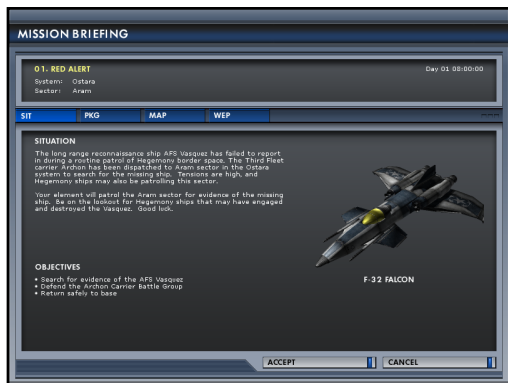 MISSION BRIEFING
01. RED ALERT
Day 01 08:00:00
System: Ostara
Sector: Aram
SIT PKG MAP WEP
SITUATION
The long range reconnaissance ship AFS Vasquez has failed to report
in during a routine patrol of Hegemony border space. The Third Fleet
carrier Archon has been dispatched to Aram sector in the Ostara
system to search for the missing ship. Tensions are high, and
Hegemony ships may also be patrolling this sector.
Your element will patrol the Aram sector for evidence of the missing
ship. Be on the lookout for Hegemony ships that may have engaged
and destroyed the Vasquez. Good luck.
F-32 FALCON
OBJECTIVES
• Search for evidence of the AFS Vasquez
• Defend the Archon Carrier Battle Group
• Return safely to base
ACCEPT CANCEL